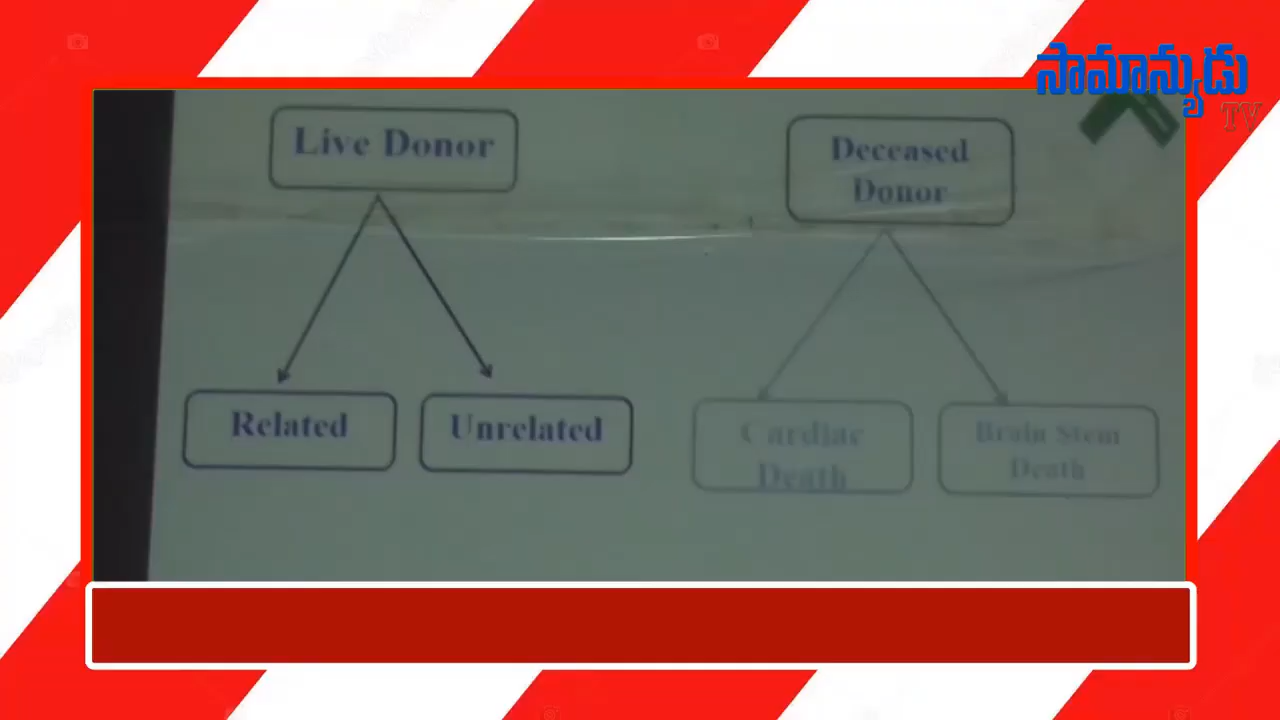 సామాన్యుడు
TV
Live Donor
Deceased
Donor
Related
Unrelated
Cardiac
Death
Brain Stem
Death